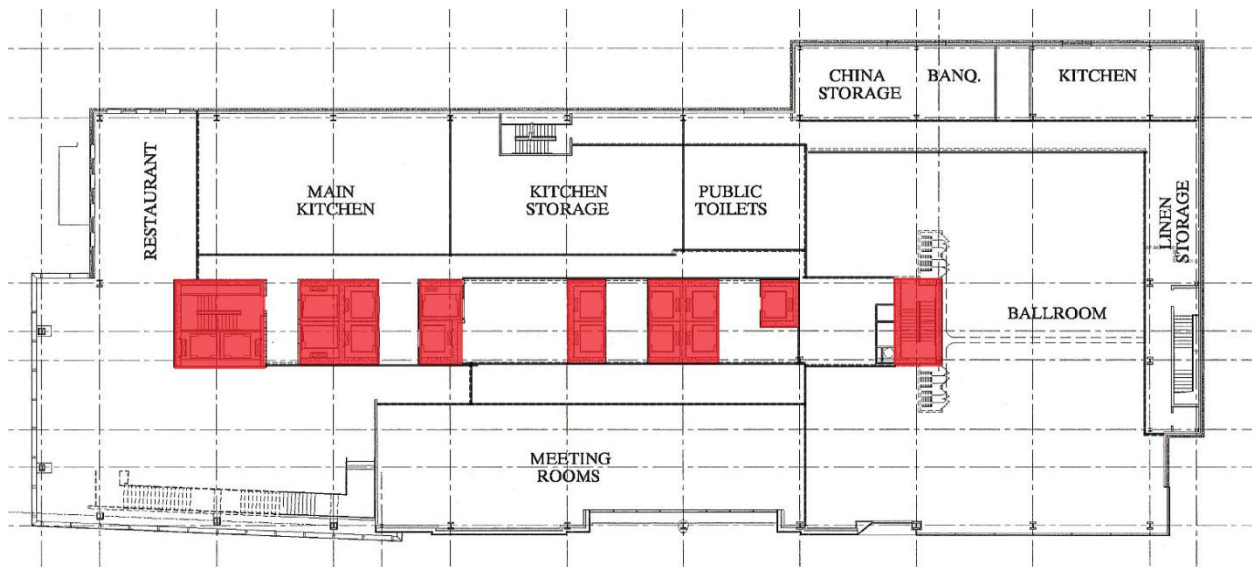 CHINA
STORAGE
BANQ.
KITCHEN
RESTAURANT
MAIN
KITCHEN
KITCHEN
STORAGE
PUBLIC
TOILETS
LINEN
STORAGE
BALLROOM
MEETING
ROOMS